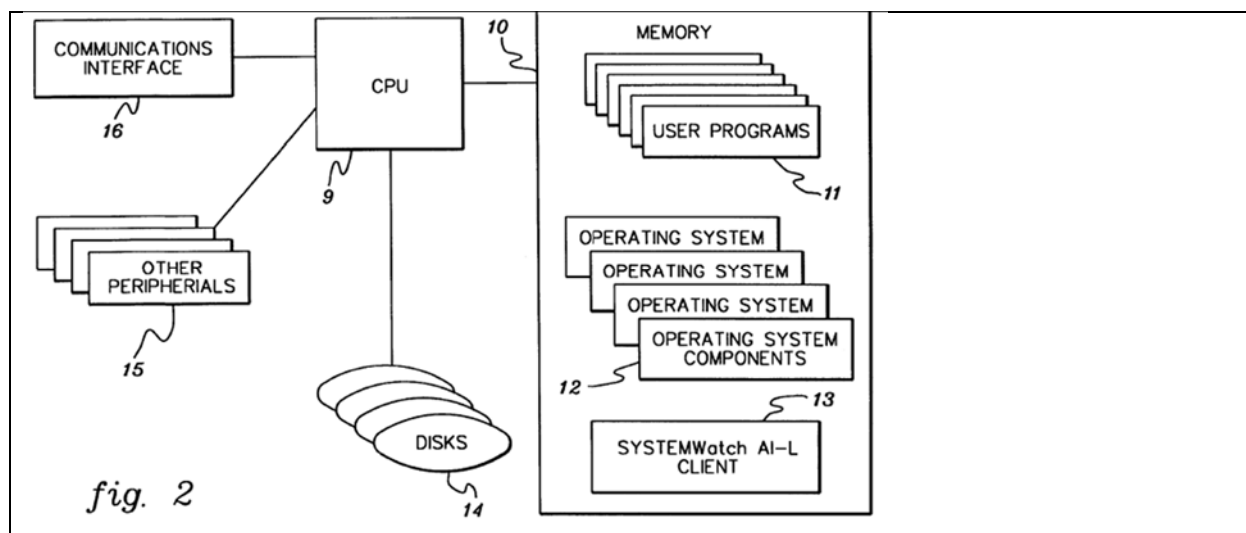 COMMUNICATIONS
INTERFACE
16
CPU
9
10
MEMORY
USER PROGRAMS
11
OTHER
PERIPHERIALS
15
OPERATING SYSTEM
OPERATING SYSTEM
OPERATING SYSTEM
OPERATING SYSTEM
COMPONENTS
12
13
SYSTEMWatch AI-L
CLIENT
DISKS
14
fig. 2